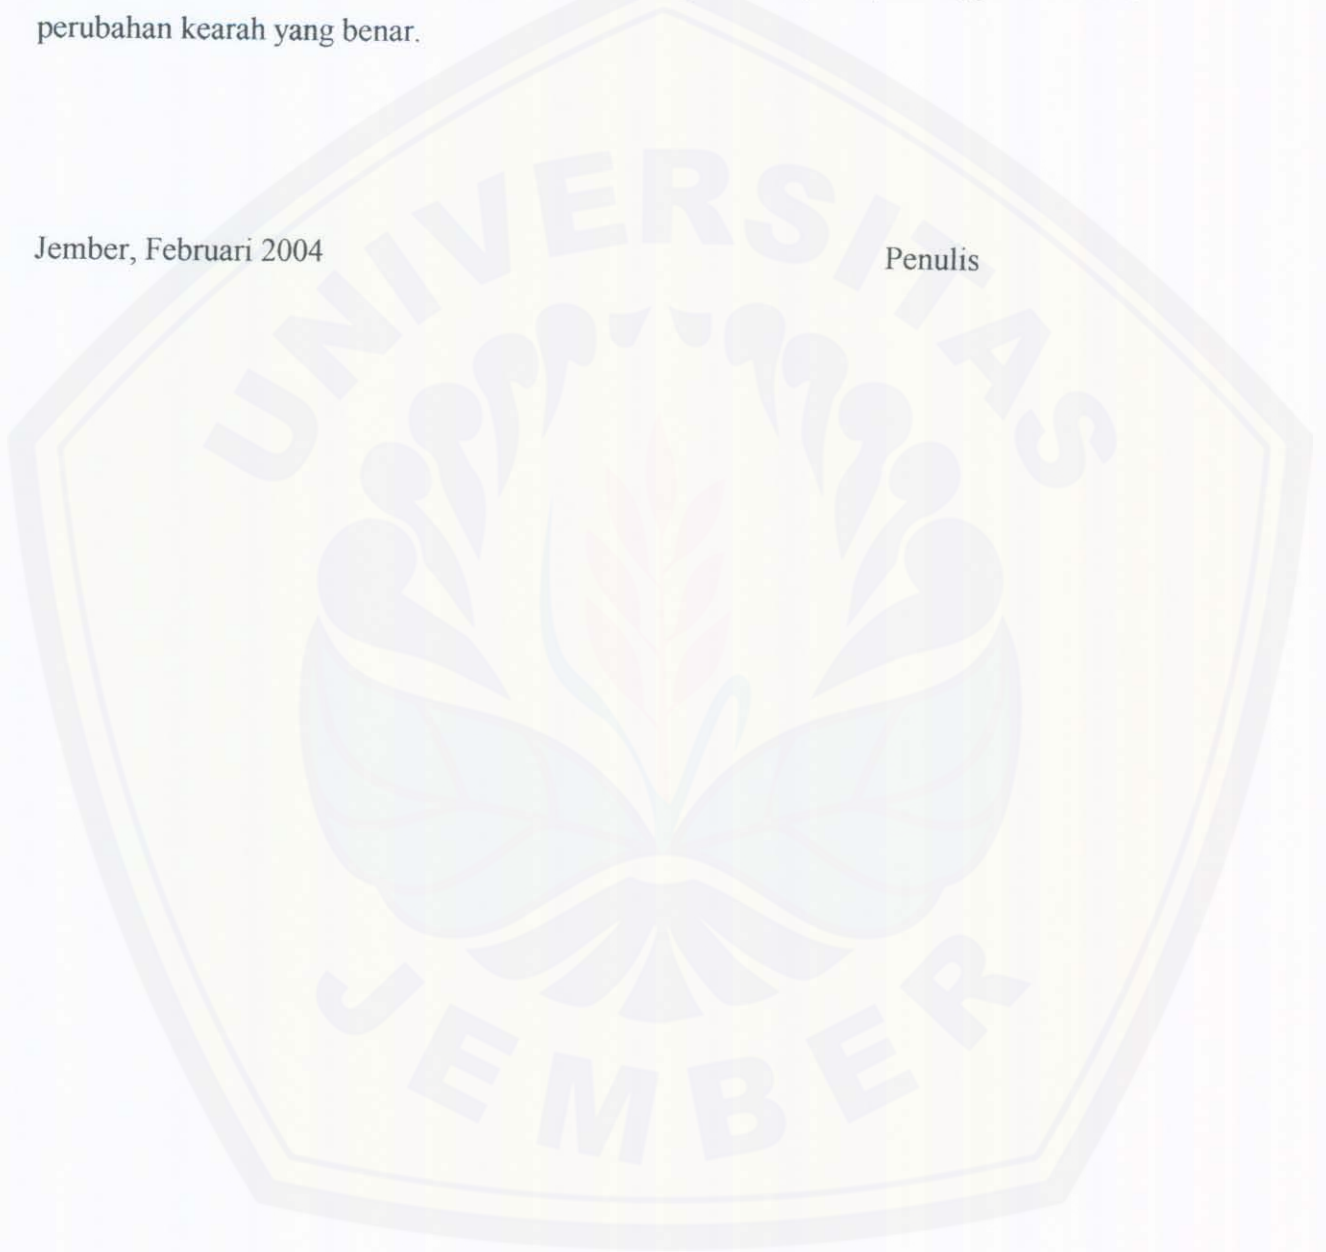 perubahan kearah yang benar.
Jember, Februari 2004
Penulis
UNIVERSITAS
JEMBER